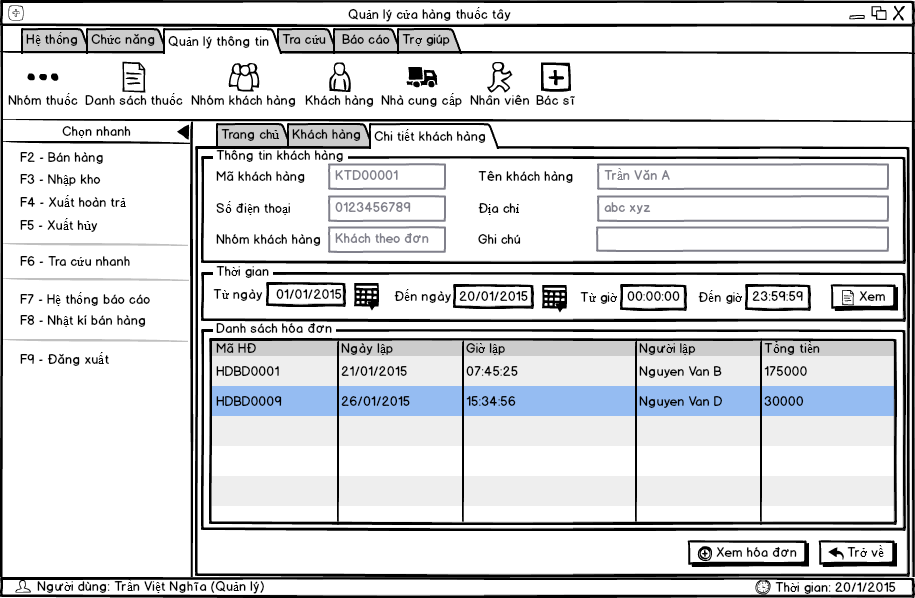 Quản lý cửa hàng thuốc tây
Hệ thống Chức năng Quản lý thông tin Tra cứu Báo cáo Trợ giúp
Nhóm thuốc Danh sách thuốc Nhóm khách hàng Khách hàng Nhà cung cấp Nhân viên Bác sĩ
Chọn nhanh
F2 - Bán hàng
F3 - Nhập kho
F4 - Xuất hoàn trả
F5 - Xuất hủy
F6 - Tra cứu nhanh
F7 - Hệ thống báo cáo
F8 - Nhật kí bán hàng
F9 - Đăng xuất
Trang chủ Khách hàng Chi tiết khách hàng
Thông tin khách hàng
Mã khách hàng KTD00001 Tên khách hàng Trần Văn A
Số điện thoại 0123456789 Địa chỉ abc xyz
Nhóm khách hàng Khách theo đơn Ghi chú
Thời gian
Từ ngày 01/01/2015 Đến ngày 20/01/2015 Từ giờ 00:00:00 Đến giờ 23:59:59 Xem
Danh sách hóa đơn
Mã HĐ Ngày lập Giờ lập Người lập Tổng tiền
HDBD0001 21/01/2015 07:45:25 Nguyen Van B 175000
HDBD0009 26/01/2015 15:34:56 Nguyen Van D 30000
Xem hóa đơn Trở về
Người dùng: Trần Việt Nghĩa (Quản lý) Thời gian: 20/1/2015